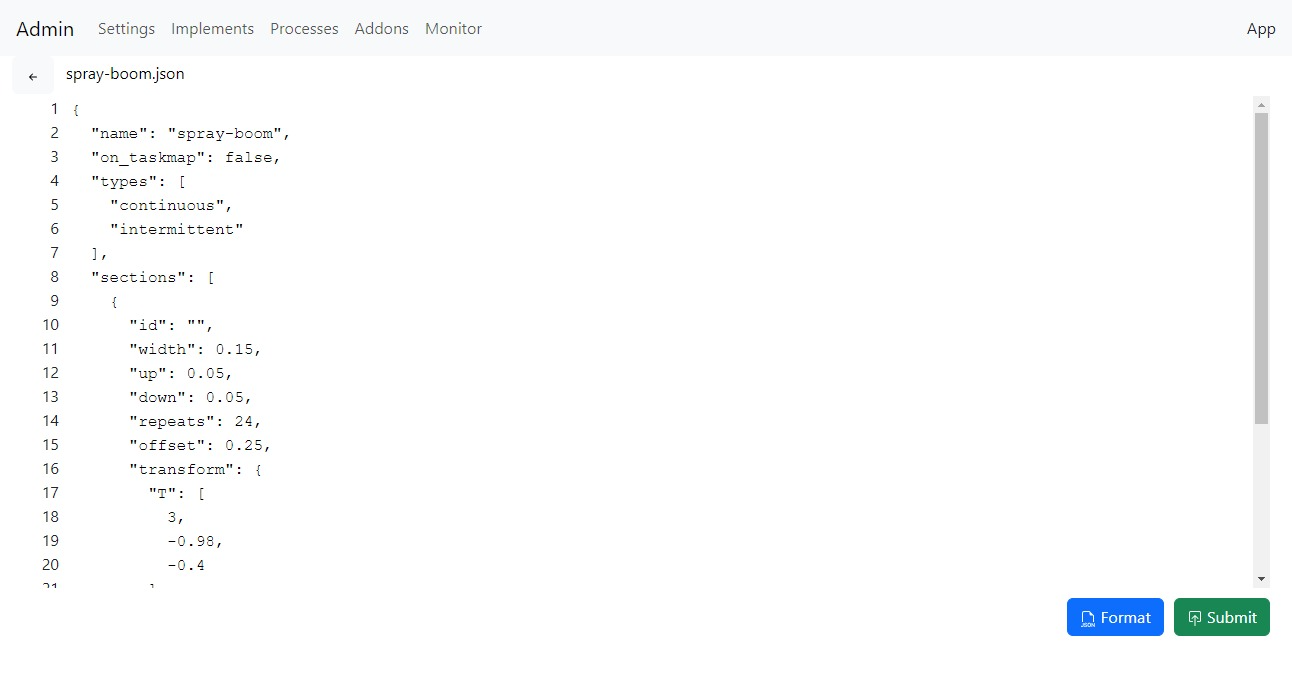 Admin Settings Implements Processes Addons Monitor App
← spray-boom.json
1 {
2 "name": "spray-boom",
3 "on_taskmap": false,
4 "types": [
5 "continuous",
6 "intermittent"
7 ],
8 "sections": [
9 {
10 "id": "",
11 "width": 0.15,
12 "up": 0.05,
13 "down": 0.05,
14 "repeats": 24,
15 "offset": 0.25,
16 "transform": {
17 "T": [
18 3,
19 -0.98,
20 -0.4
21 ]
JSON Format Submit